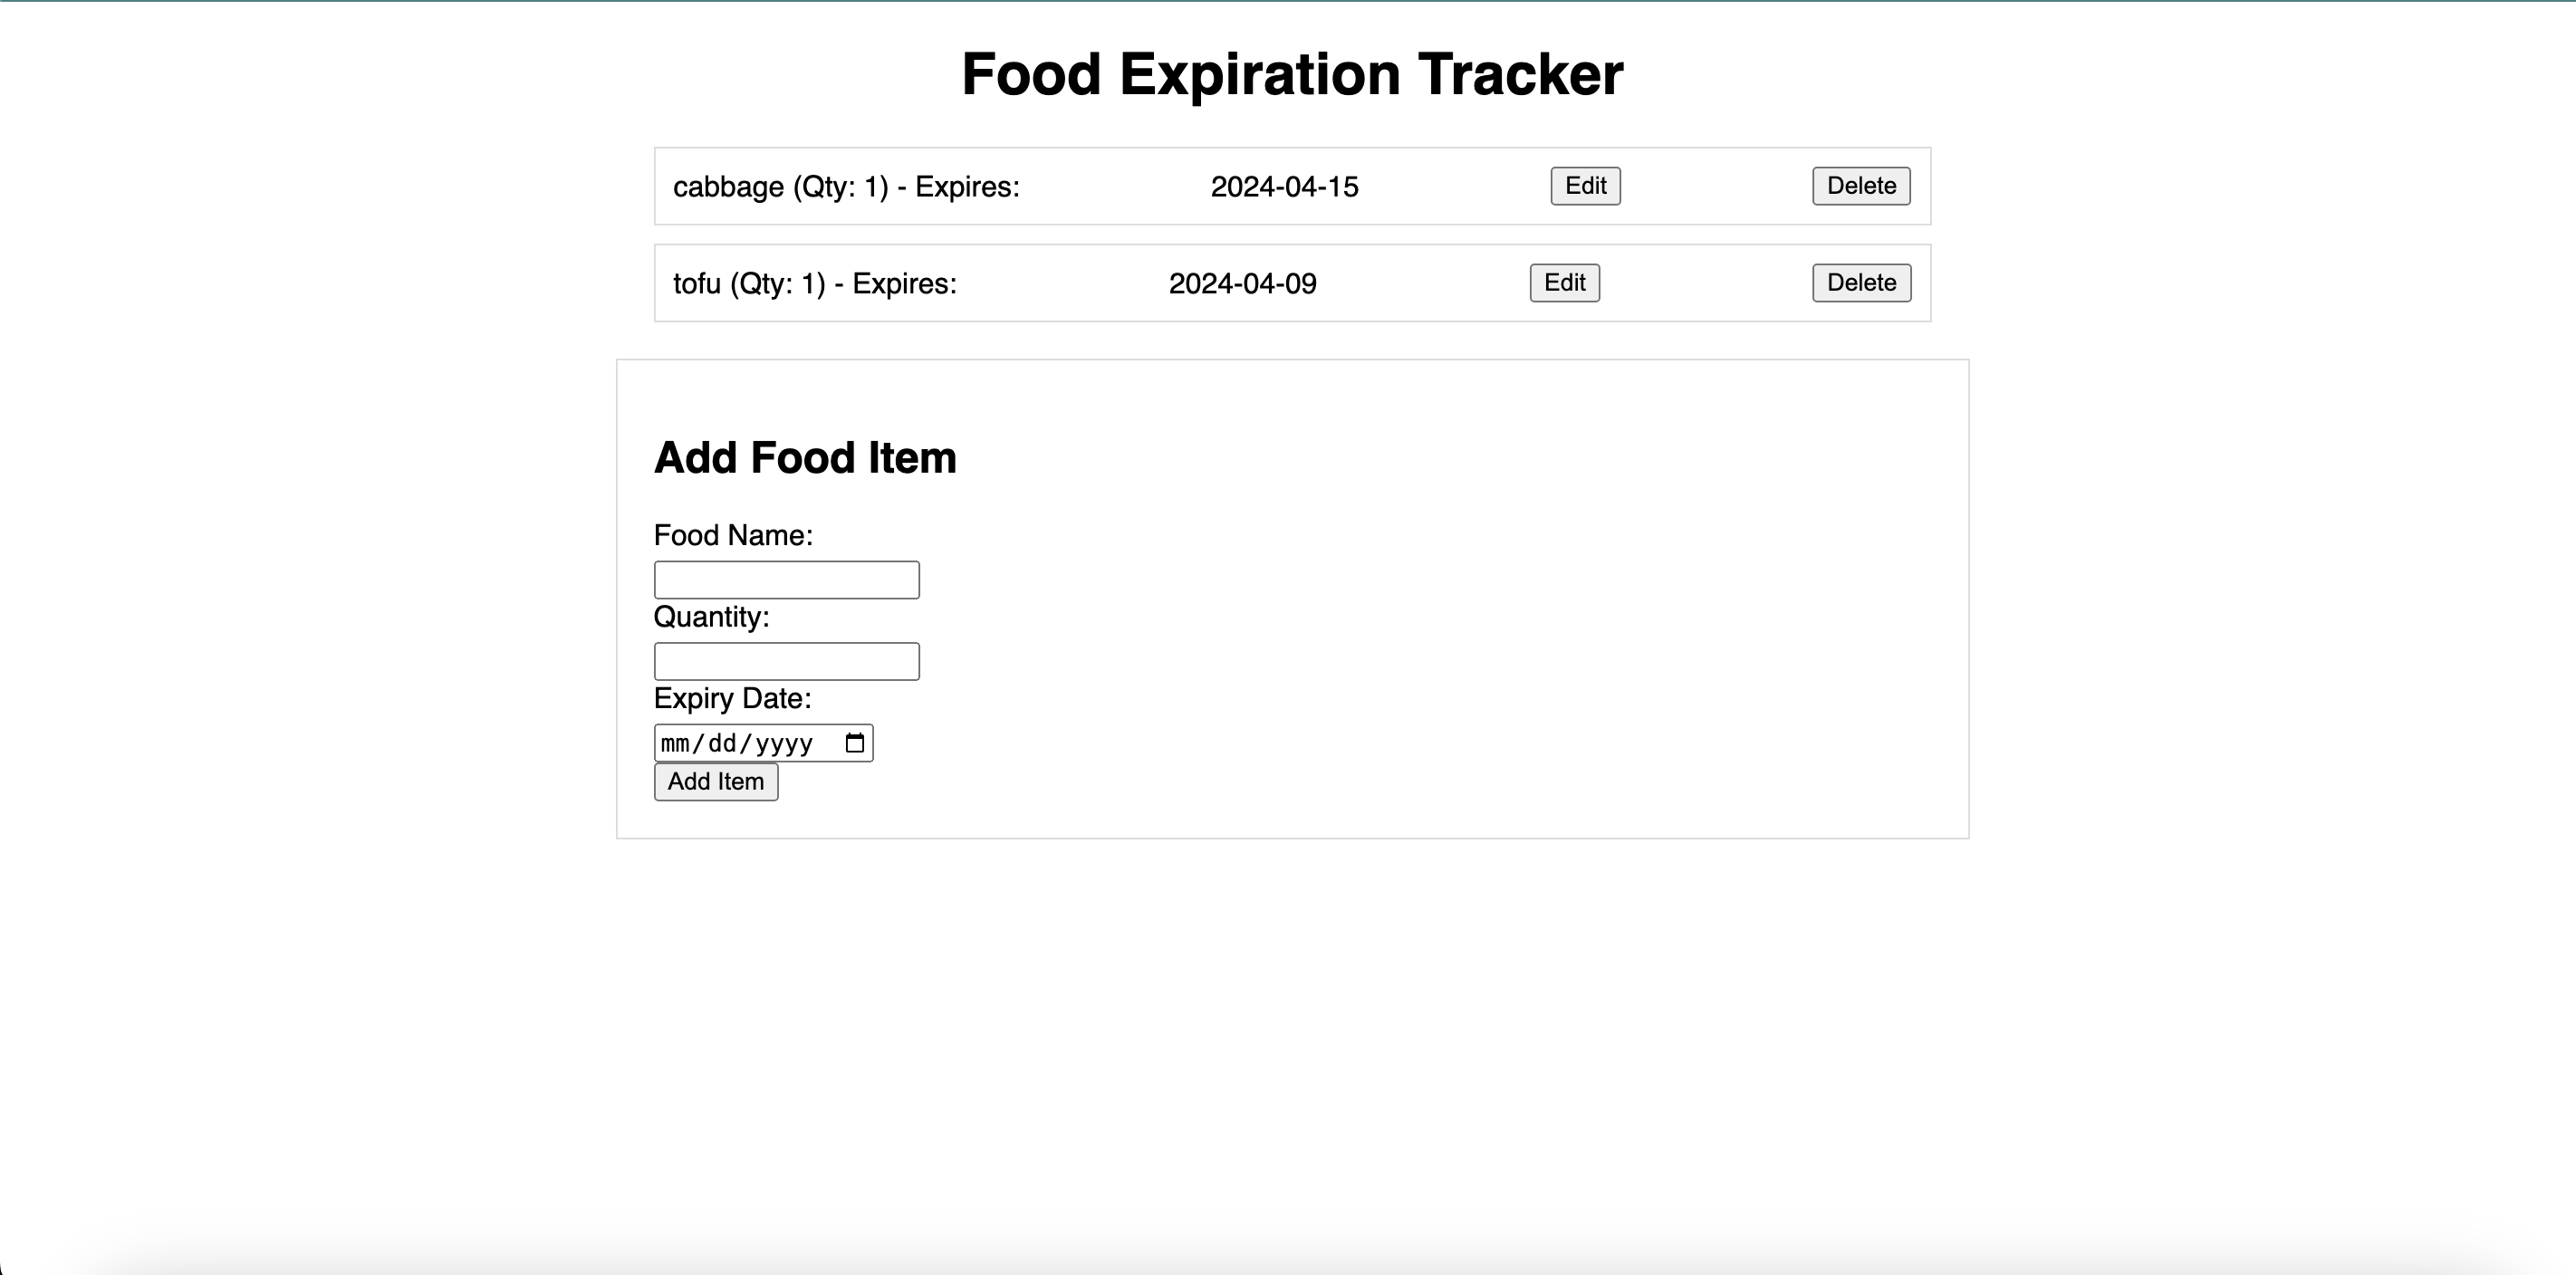 Food Expiration Tracker
cabbage (Qty: 1) - Expires: 2024-04-15 Edit Delete
tofu (Qty: 1) - Expires: 2024-04-09 Edit Delete
Add Food Item
Food Name:
Quantity:
Expiry Date:
mm/dd/yyyy
Add Item